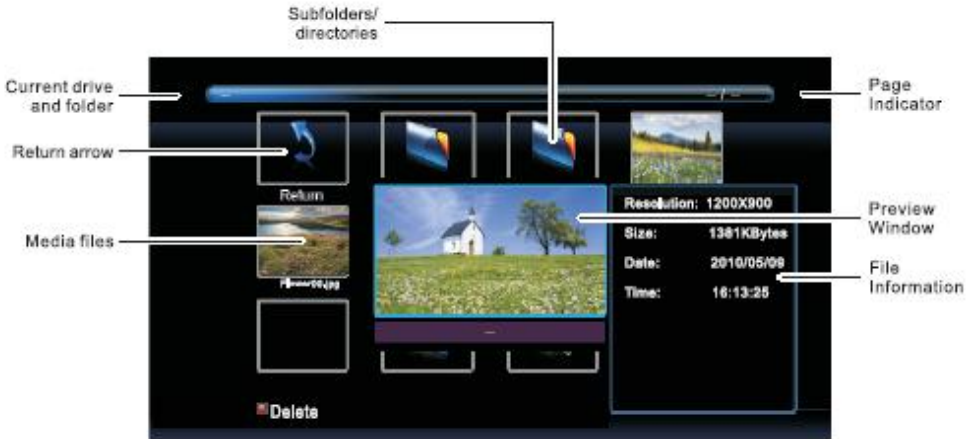 Subfolders/
directories
Current drive
and folder
Page
Indicator
Return arrow
Return
Resolution: 1200X900
Preview
Window
Size: 1381KBytes
Media files
Date: 2010/05/09
File
Information
Time: 16:13:25
Delete